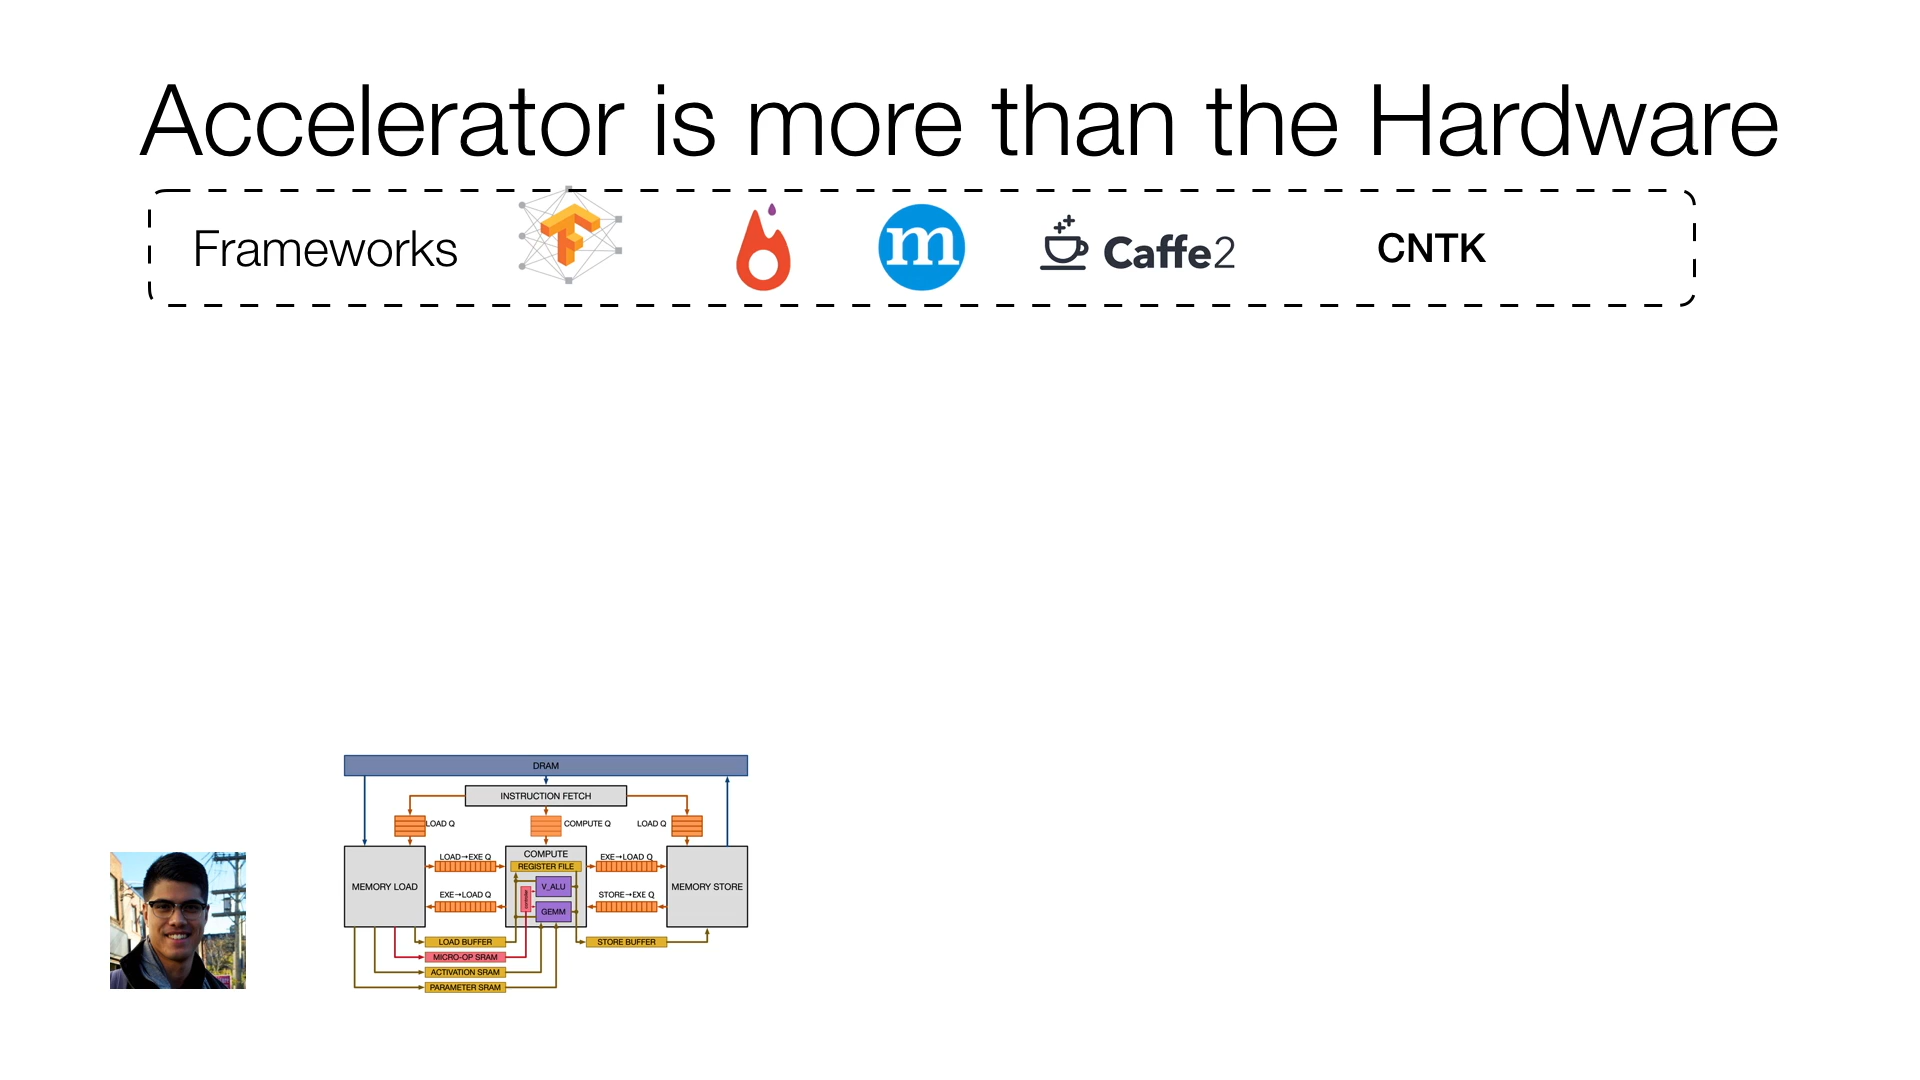 Accelerator is more than the Hardware
Frameworks
m
Caffe2
CNTK
DRAM
INSTRUCTION FETCH
LOAD Q
COMPUTE Q
LOAD Q
MEMORY LOAD
LOAD→EXE Q
EXE→LOAD Q
COMPUTE
REGISTER FILE
controller
V_ALU
GEMM
EXE→LOAD Q
STORE→EXE Q
MEMORY STORE
LOAD BUFFER
STORE BUFFER
MICRO-OP SRAM
ACTIVATION SRAM
PARAMETER SRAM